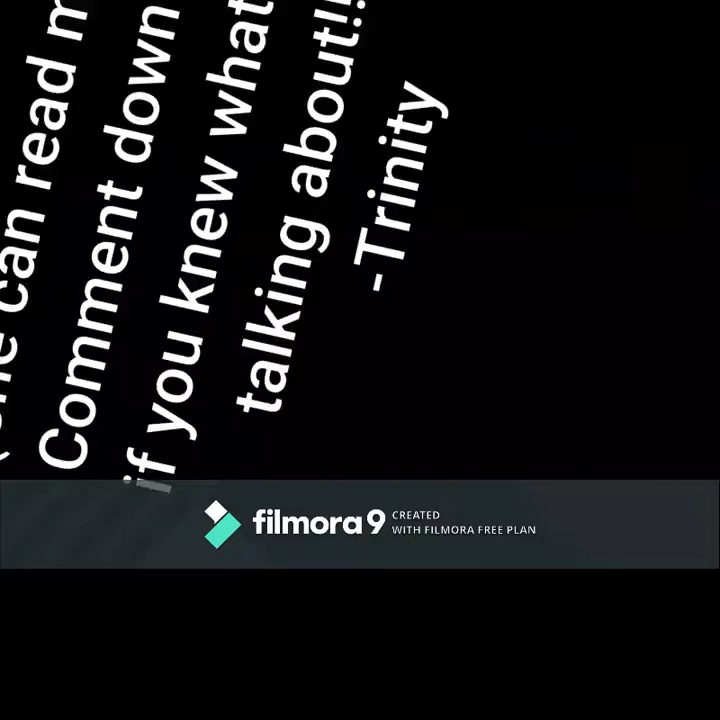 can read
Comment down
if you knew what
talking about!!
-Trinity
filmora9 CREATED
WITH FILMORA FREE PLAN